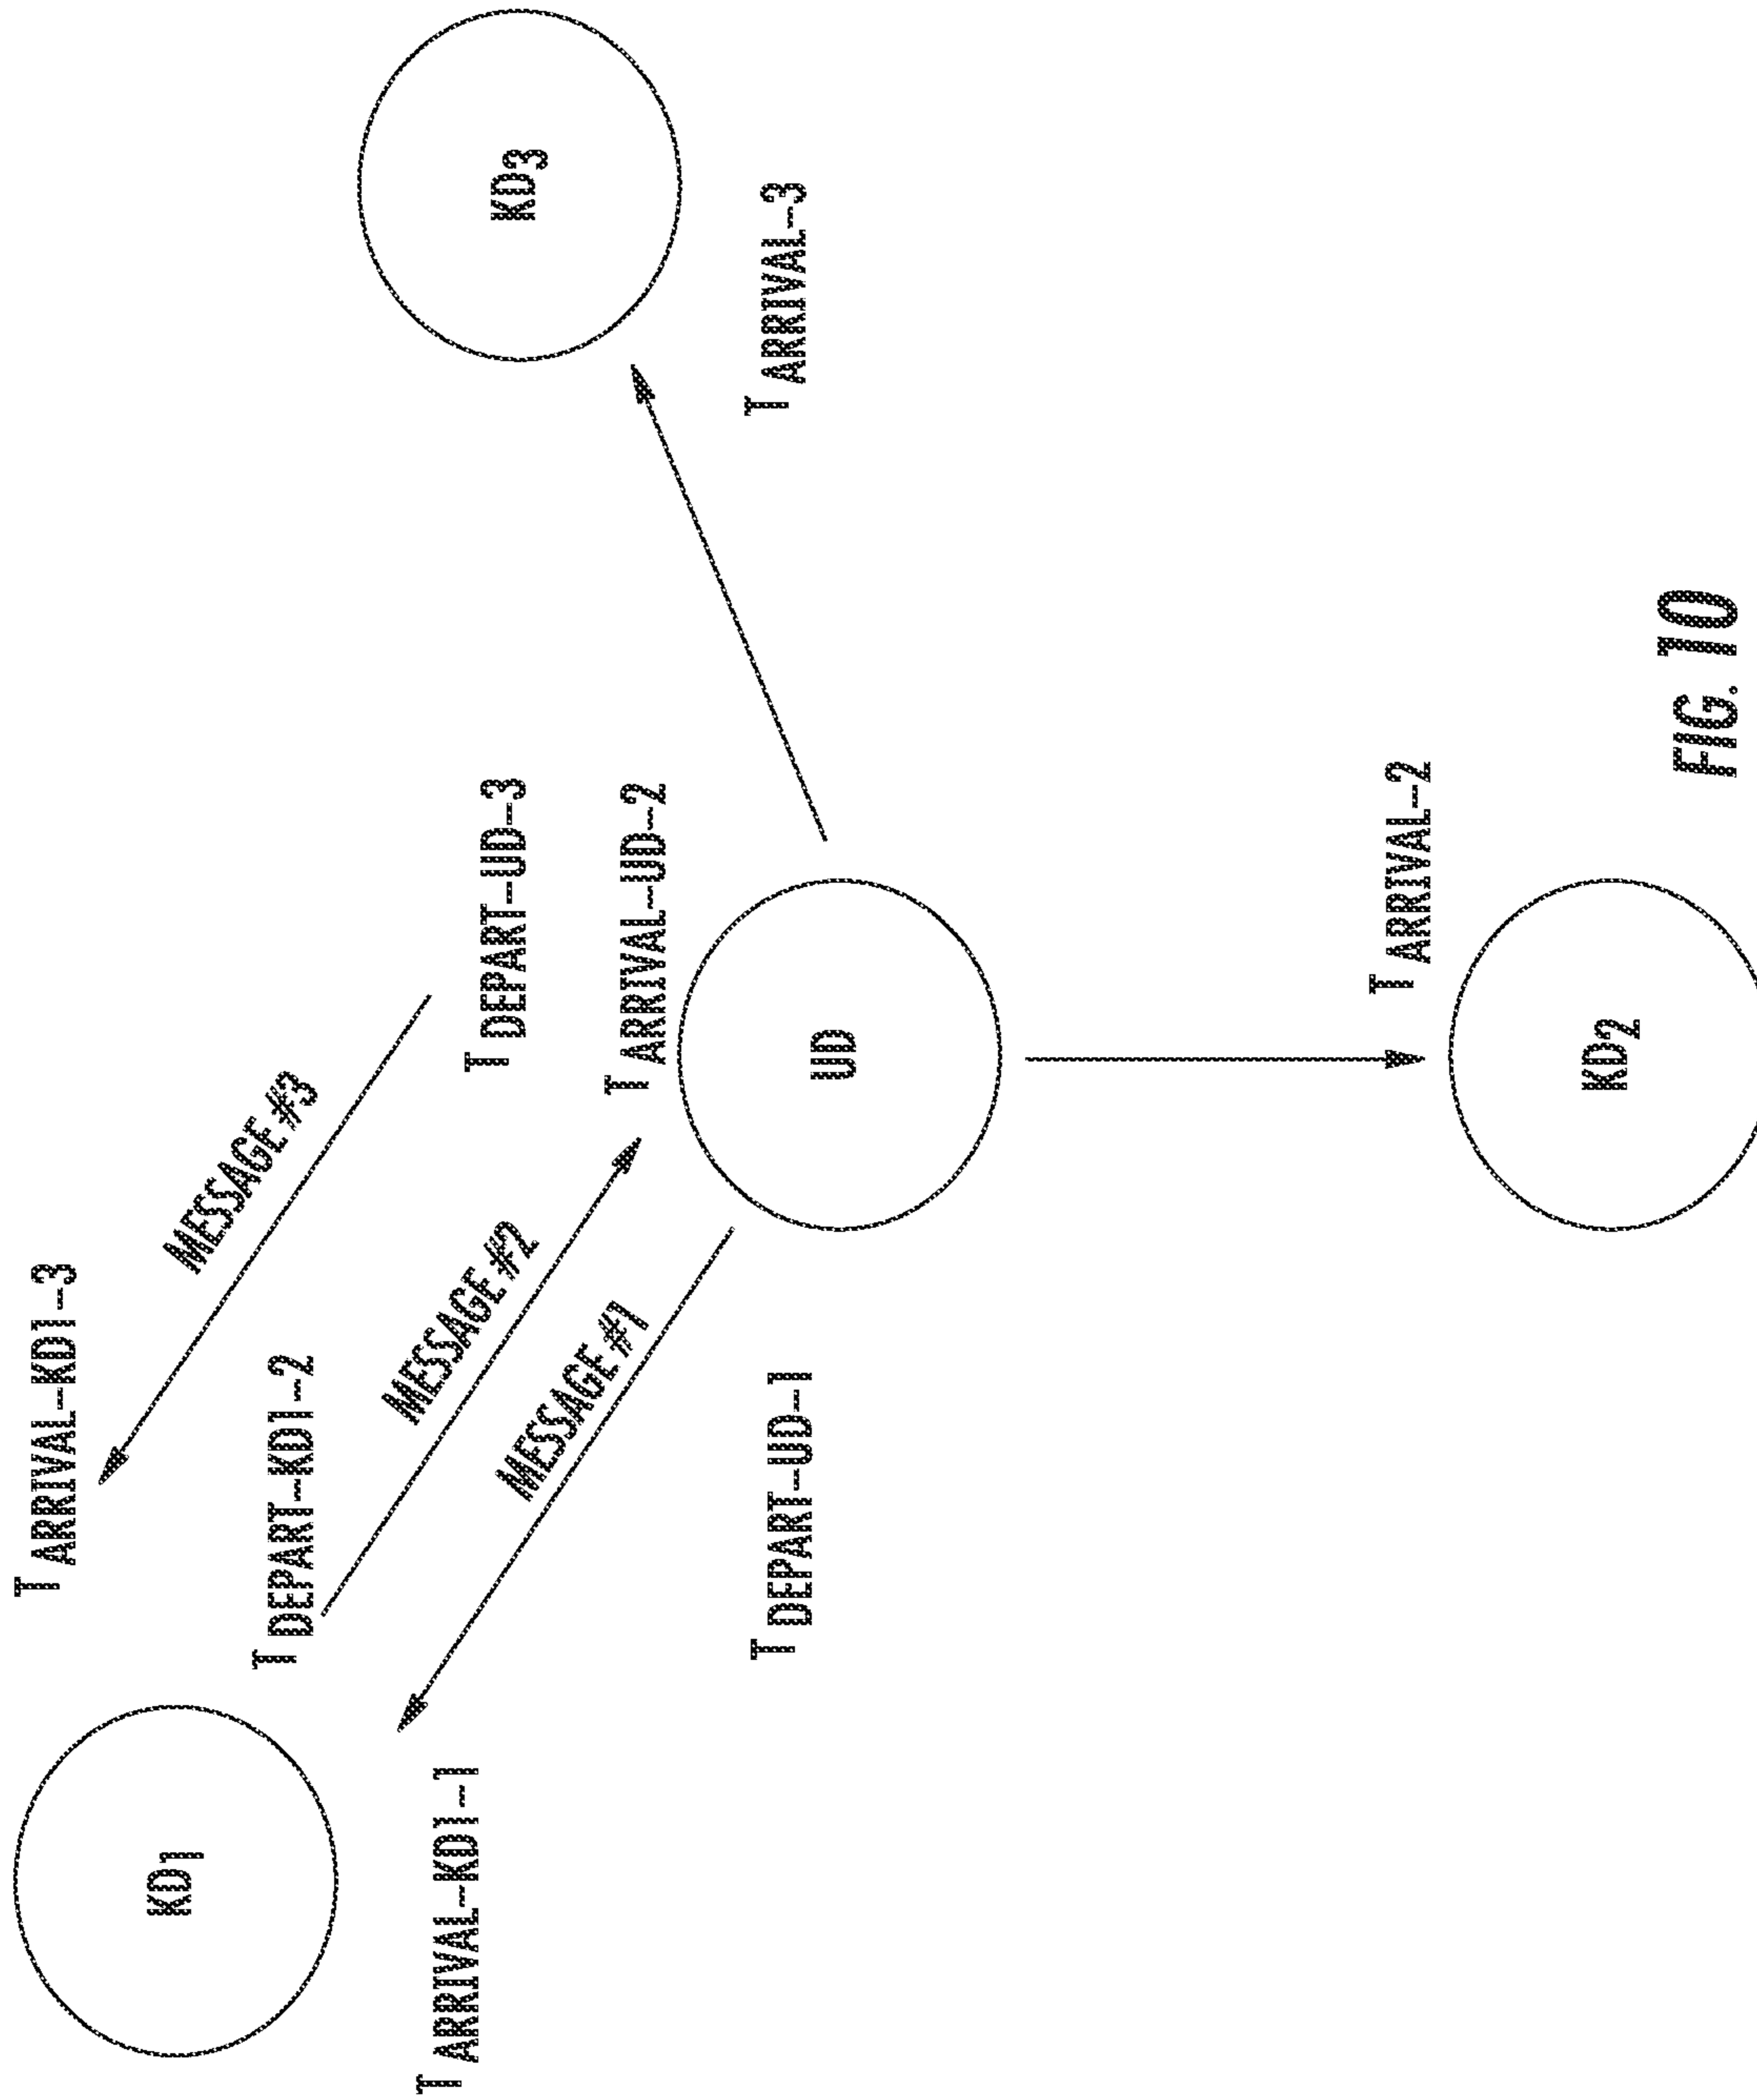 T ARRIVAL-KD1-3
KD1
MESSAGE #3
T DEPART-KD1-2
T ARRIVAL-KD1-1
MESSAGE #2
T DEPART-UD-3
KD3
MESSAGE #1
T ARRIVAL-UD-2
T DEPART-UD-1
T ARRIVAL-3
UD
T ARRIVAL-2
KD2
FIG. 10